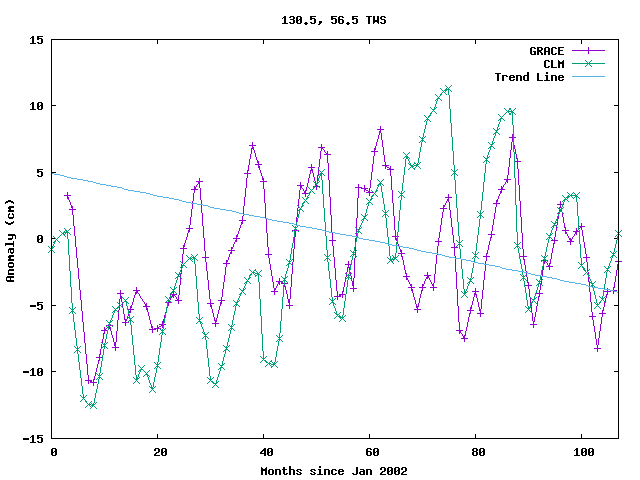 130.5, 56.5 TWS
GRACE
CLM
Trend Line
15
10
5
0
-5
-10
-15
Anomaly (cm)
0 20 40 60 80 100
Months since Jan 2002